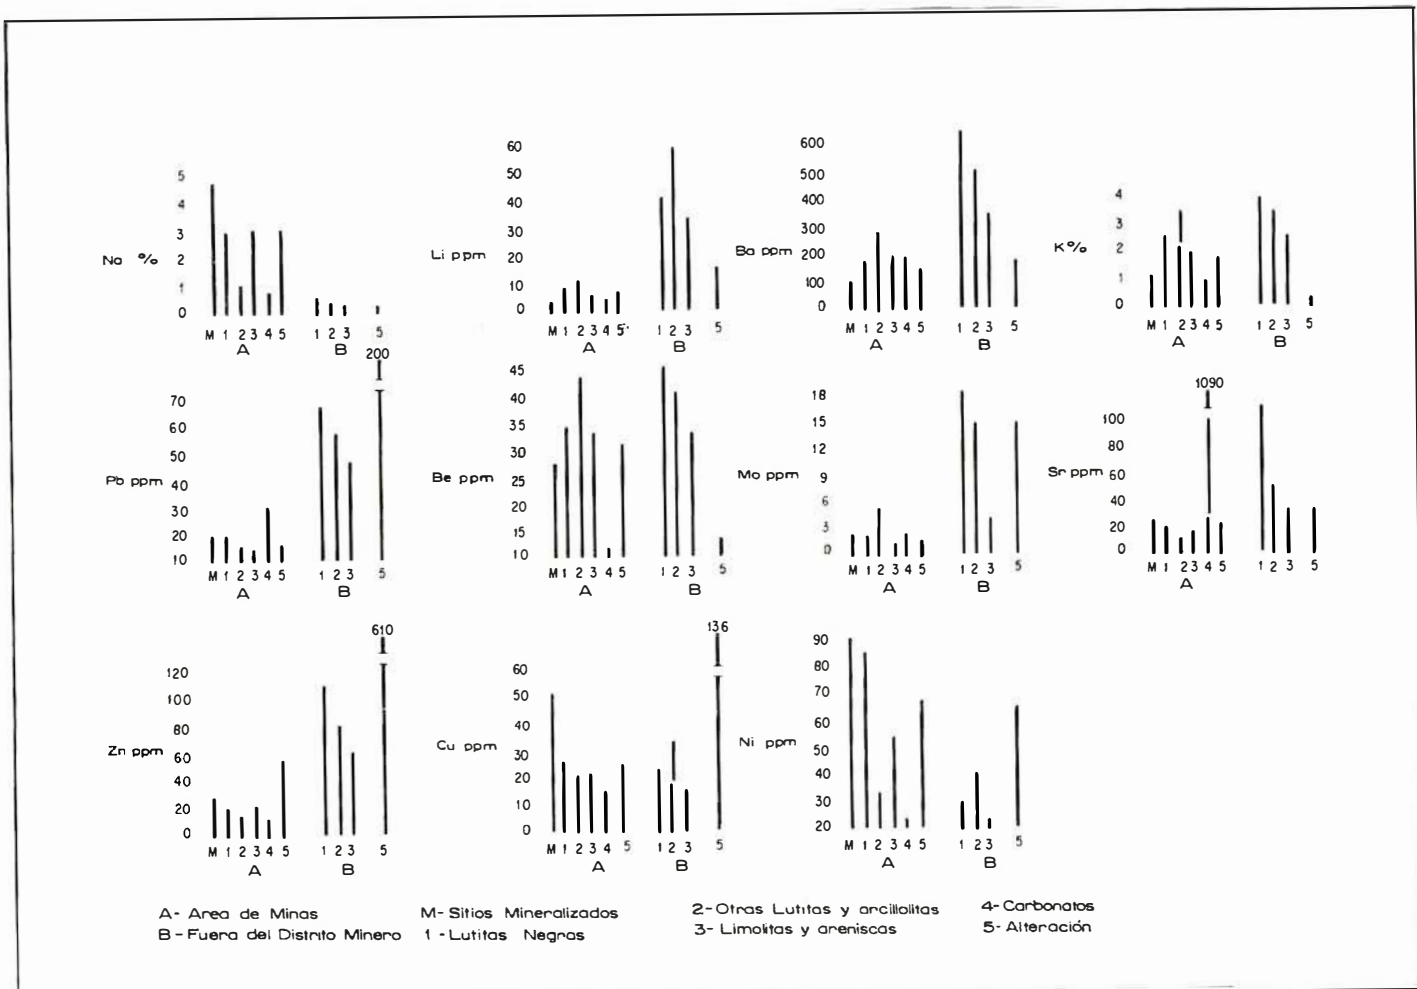 5
4
3
Na %
2
1
0
M 1 2 3 4 5
A
1 2 3 5
B
60
50
40
30
Li ppm
20
10
0
M 1 2 3 4 5
A
1 2 3 5
B
600
500
400
300
Ba ppm
200
100
0
M 1 2 3 4 5
A
1 2 3 5
B
4
3
K%
2
1
0
M 1 2 3 4 5
A
1 2 3 5
B
200
70
60
50
Pb ppm
40
30
20
10
M 1 2 3 4 5
A
1 2 3 5
B
45
40
35
30
Be ppm
25
20
15
10
M 1 2 3 4 5
A
1 2 3 5
B
18
15
12
Mo ppm
9
6
3
0
M 1 2 3 4 5
A
1 2 3 5
B
1090
100
80
Sr ppm
60
40
20
0
M 1 2 3 4 5
A
1 2 3 5
610
120
100
80
Zn ppm
60
40
20
0
M 1 2 3 4 5
A
1 2 3 5
B
136
60
50
40
Cu ppm
30
20
10
0
M 1 2 3 4 5
A
1 2 3 5
B
90
80
70
60
Ni ppm
50
40
30
20
M 1 2 3 4 5
A
1 2 3 5
B
A- Area de Minas
B- Fuera del Distrito Minero
M- Sitios Mineralizados
1 - Lutitas Negras
2- Otras Lutitas y arcillolitas
3- Limolitas y areniscas
4- Carbonatos
5- Alteración